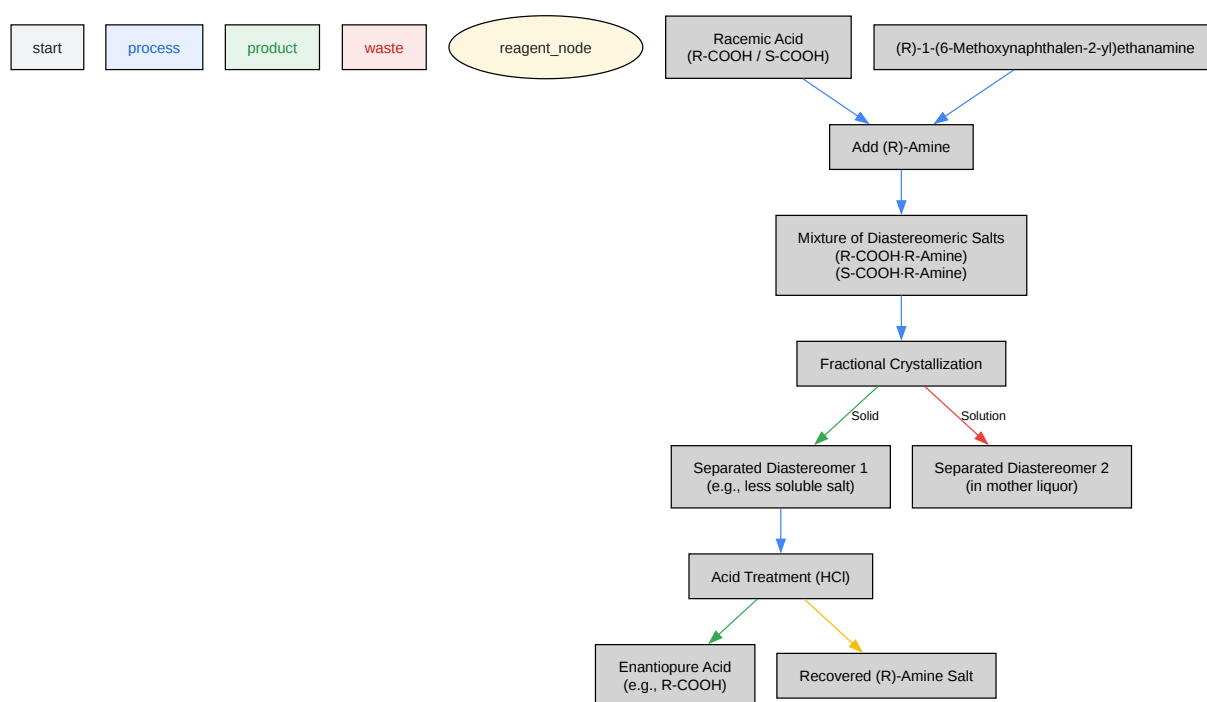 start
process
product
waste
reagent_node
Racemic Acid
(R-COOH / S-COOH)
(R)-1-(6-Methoxynaphthalen-2-yl)ethanamine
Add (R)-Amine
Mixture of Diastereomeric Salts
(R-COOH·R-Amine)
(S-COOH·R-Amine)
Fractional Crystallization
Solid
Solution
Separated Diastereomer 1
(e.g., less soluble salt)
Separated Diastereomer 2
(in mother liquor)
Acid Treatment (HCl)
Enantiopure Acid
(e.g., R-COOH)
Recovered (R)-Amine Salt